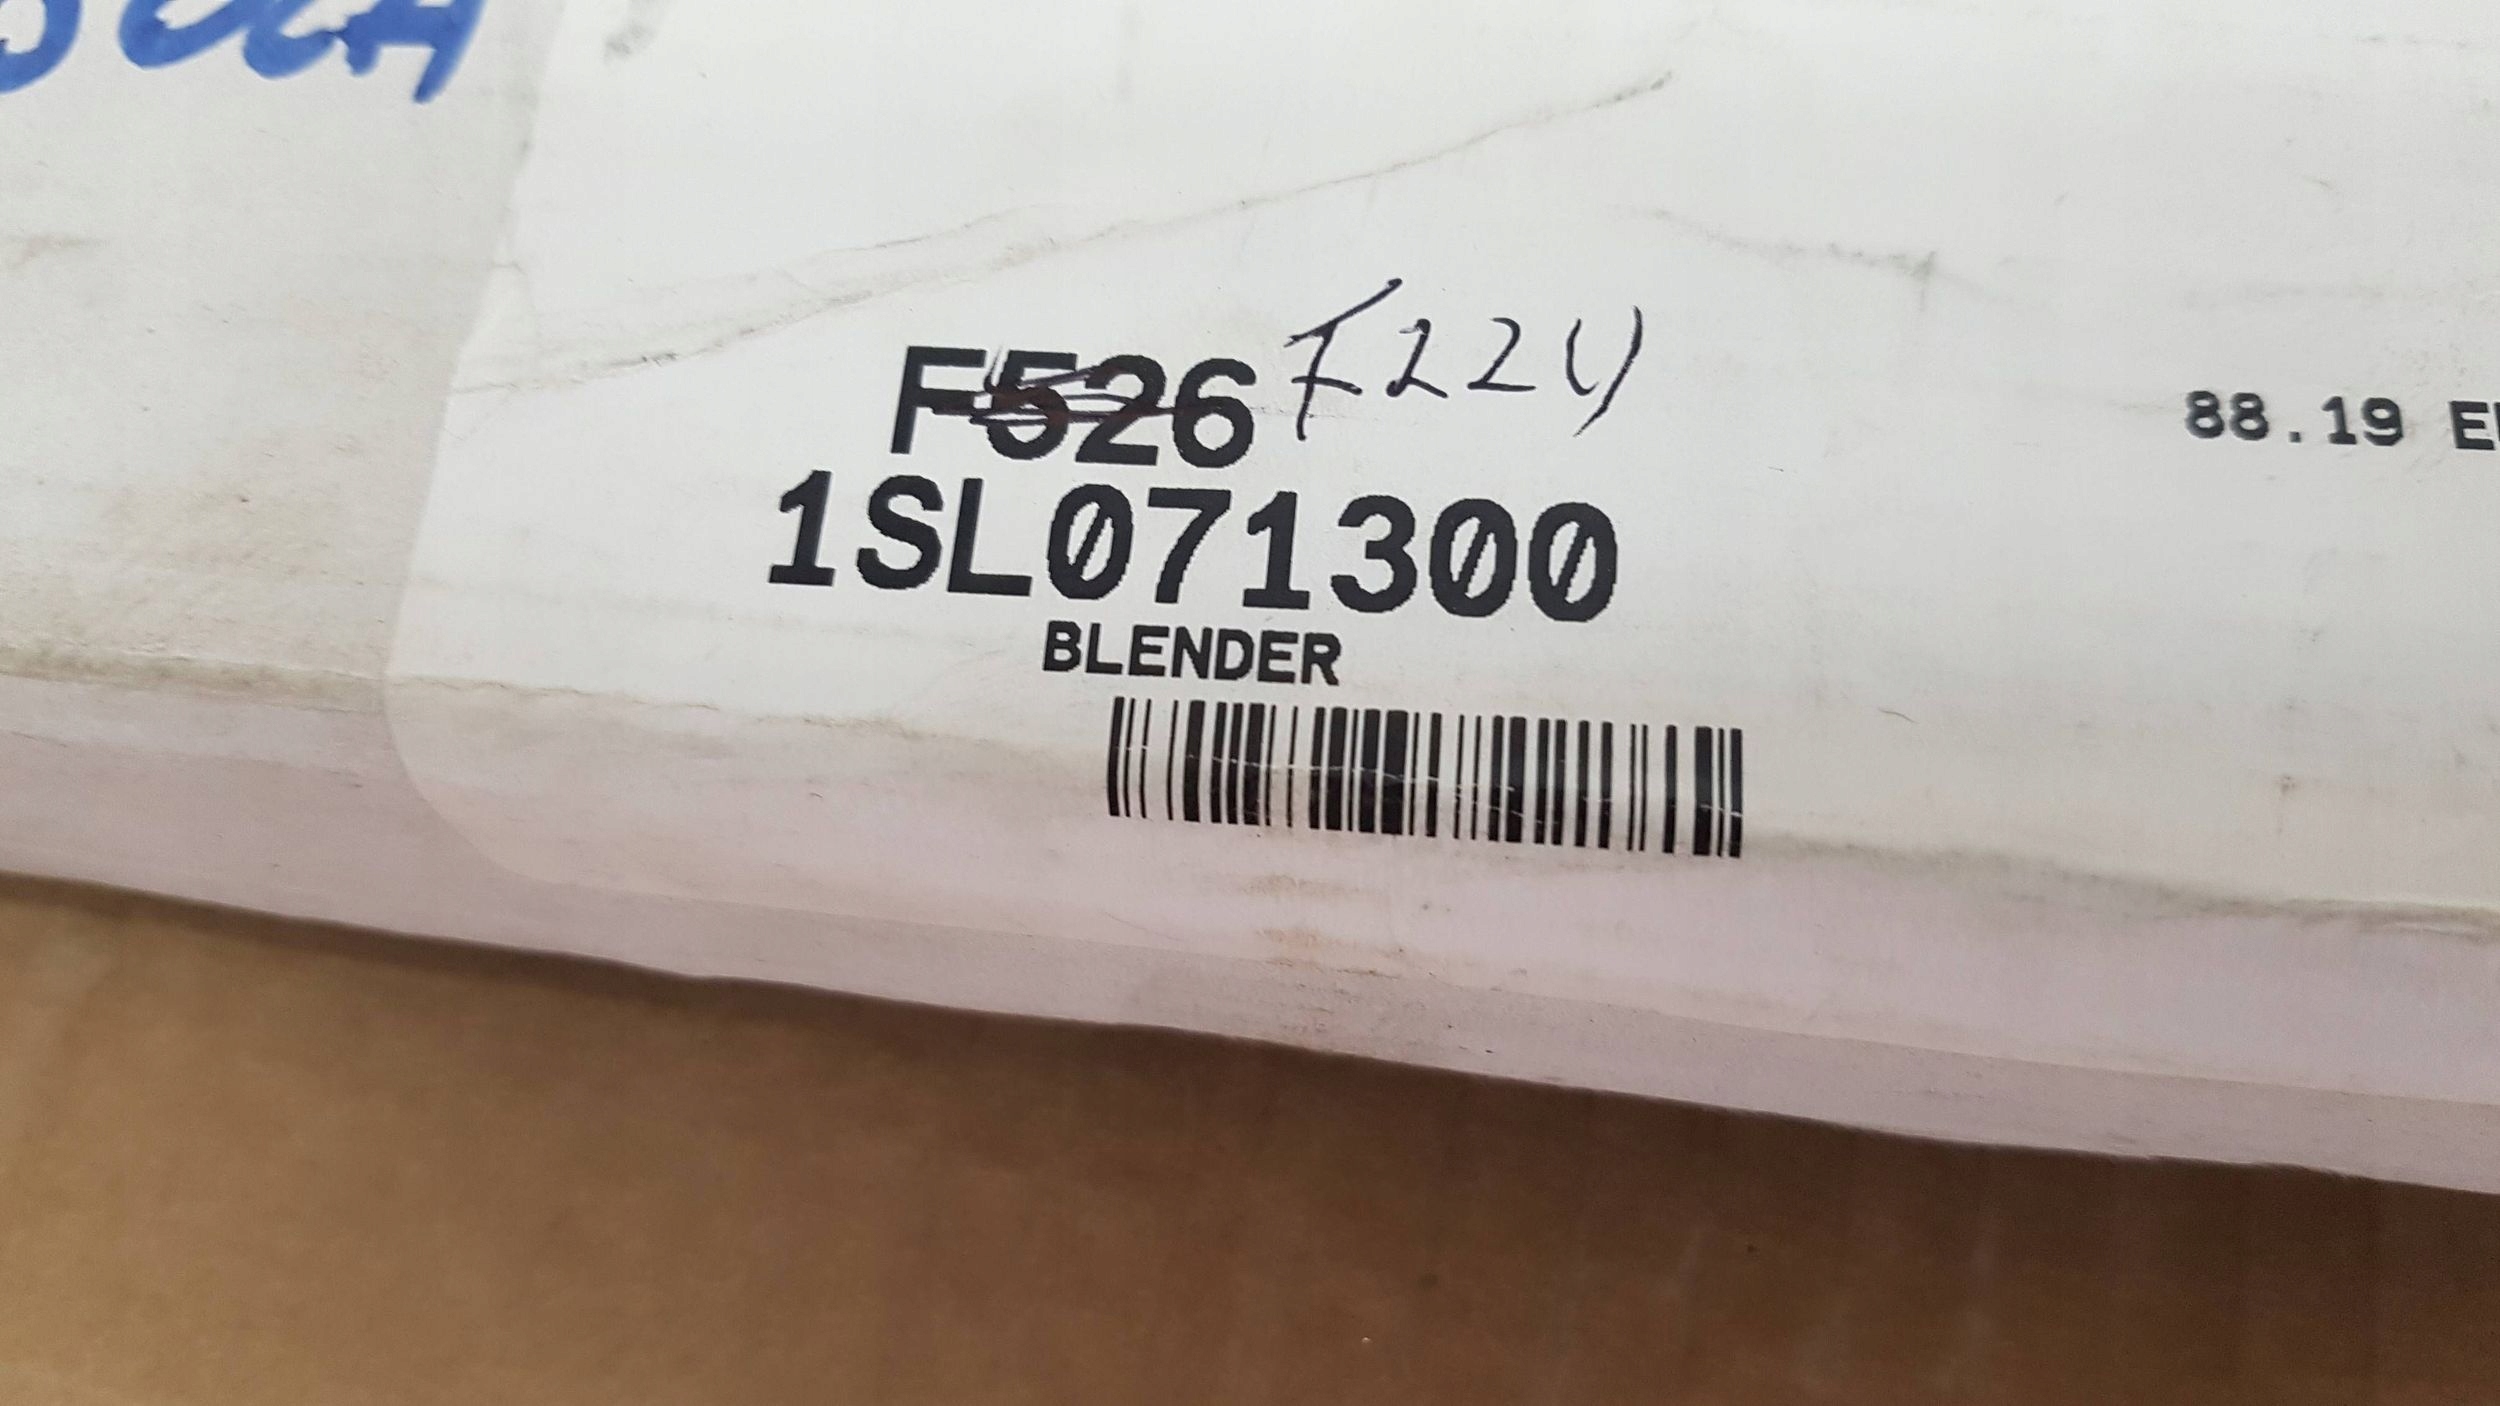 F526 F224
88.19
1SL071300
BLENDER